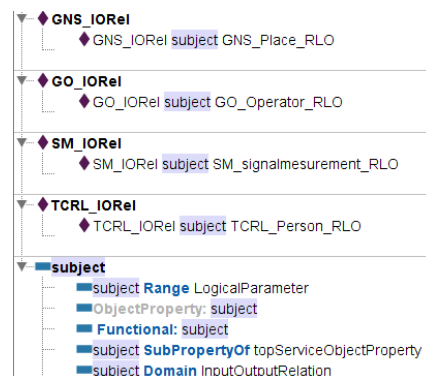 GNS_IORel
GNS_IORel subject GNS_Place_RLO
GO_IORel
GO_IORel subject GO_Operator_RLO
SM_IORel
SM_IORel subject SM_signalmesurement_RLO
TCRL_IORel
TCRL_IORel subject TCRL_Person_RLO
subject
subject Range LogicalParameter
ObjectProperty: subject
Functional: subject
subject SubPropertyOf topServiceObjectProperty
subject Domain InputOutputRelation